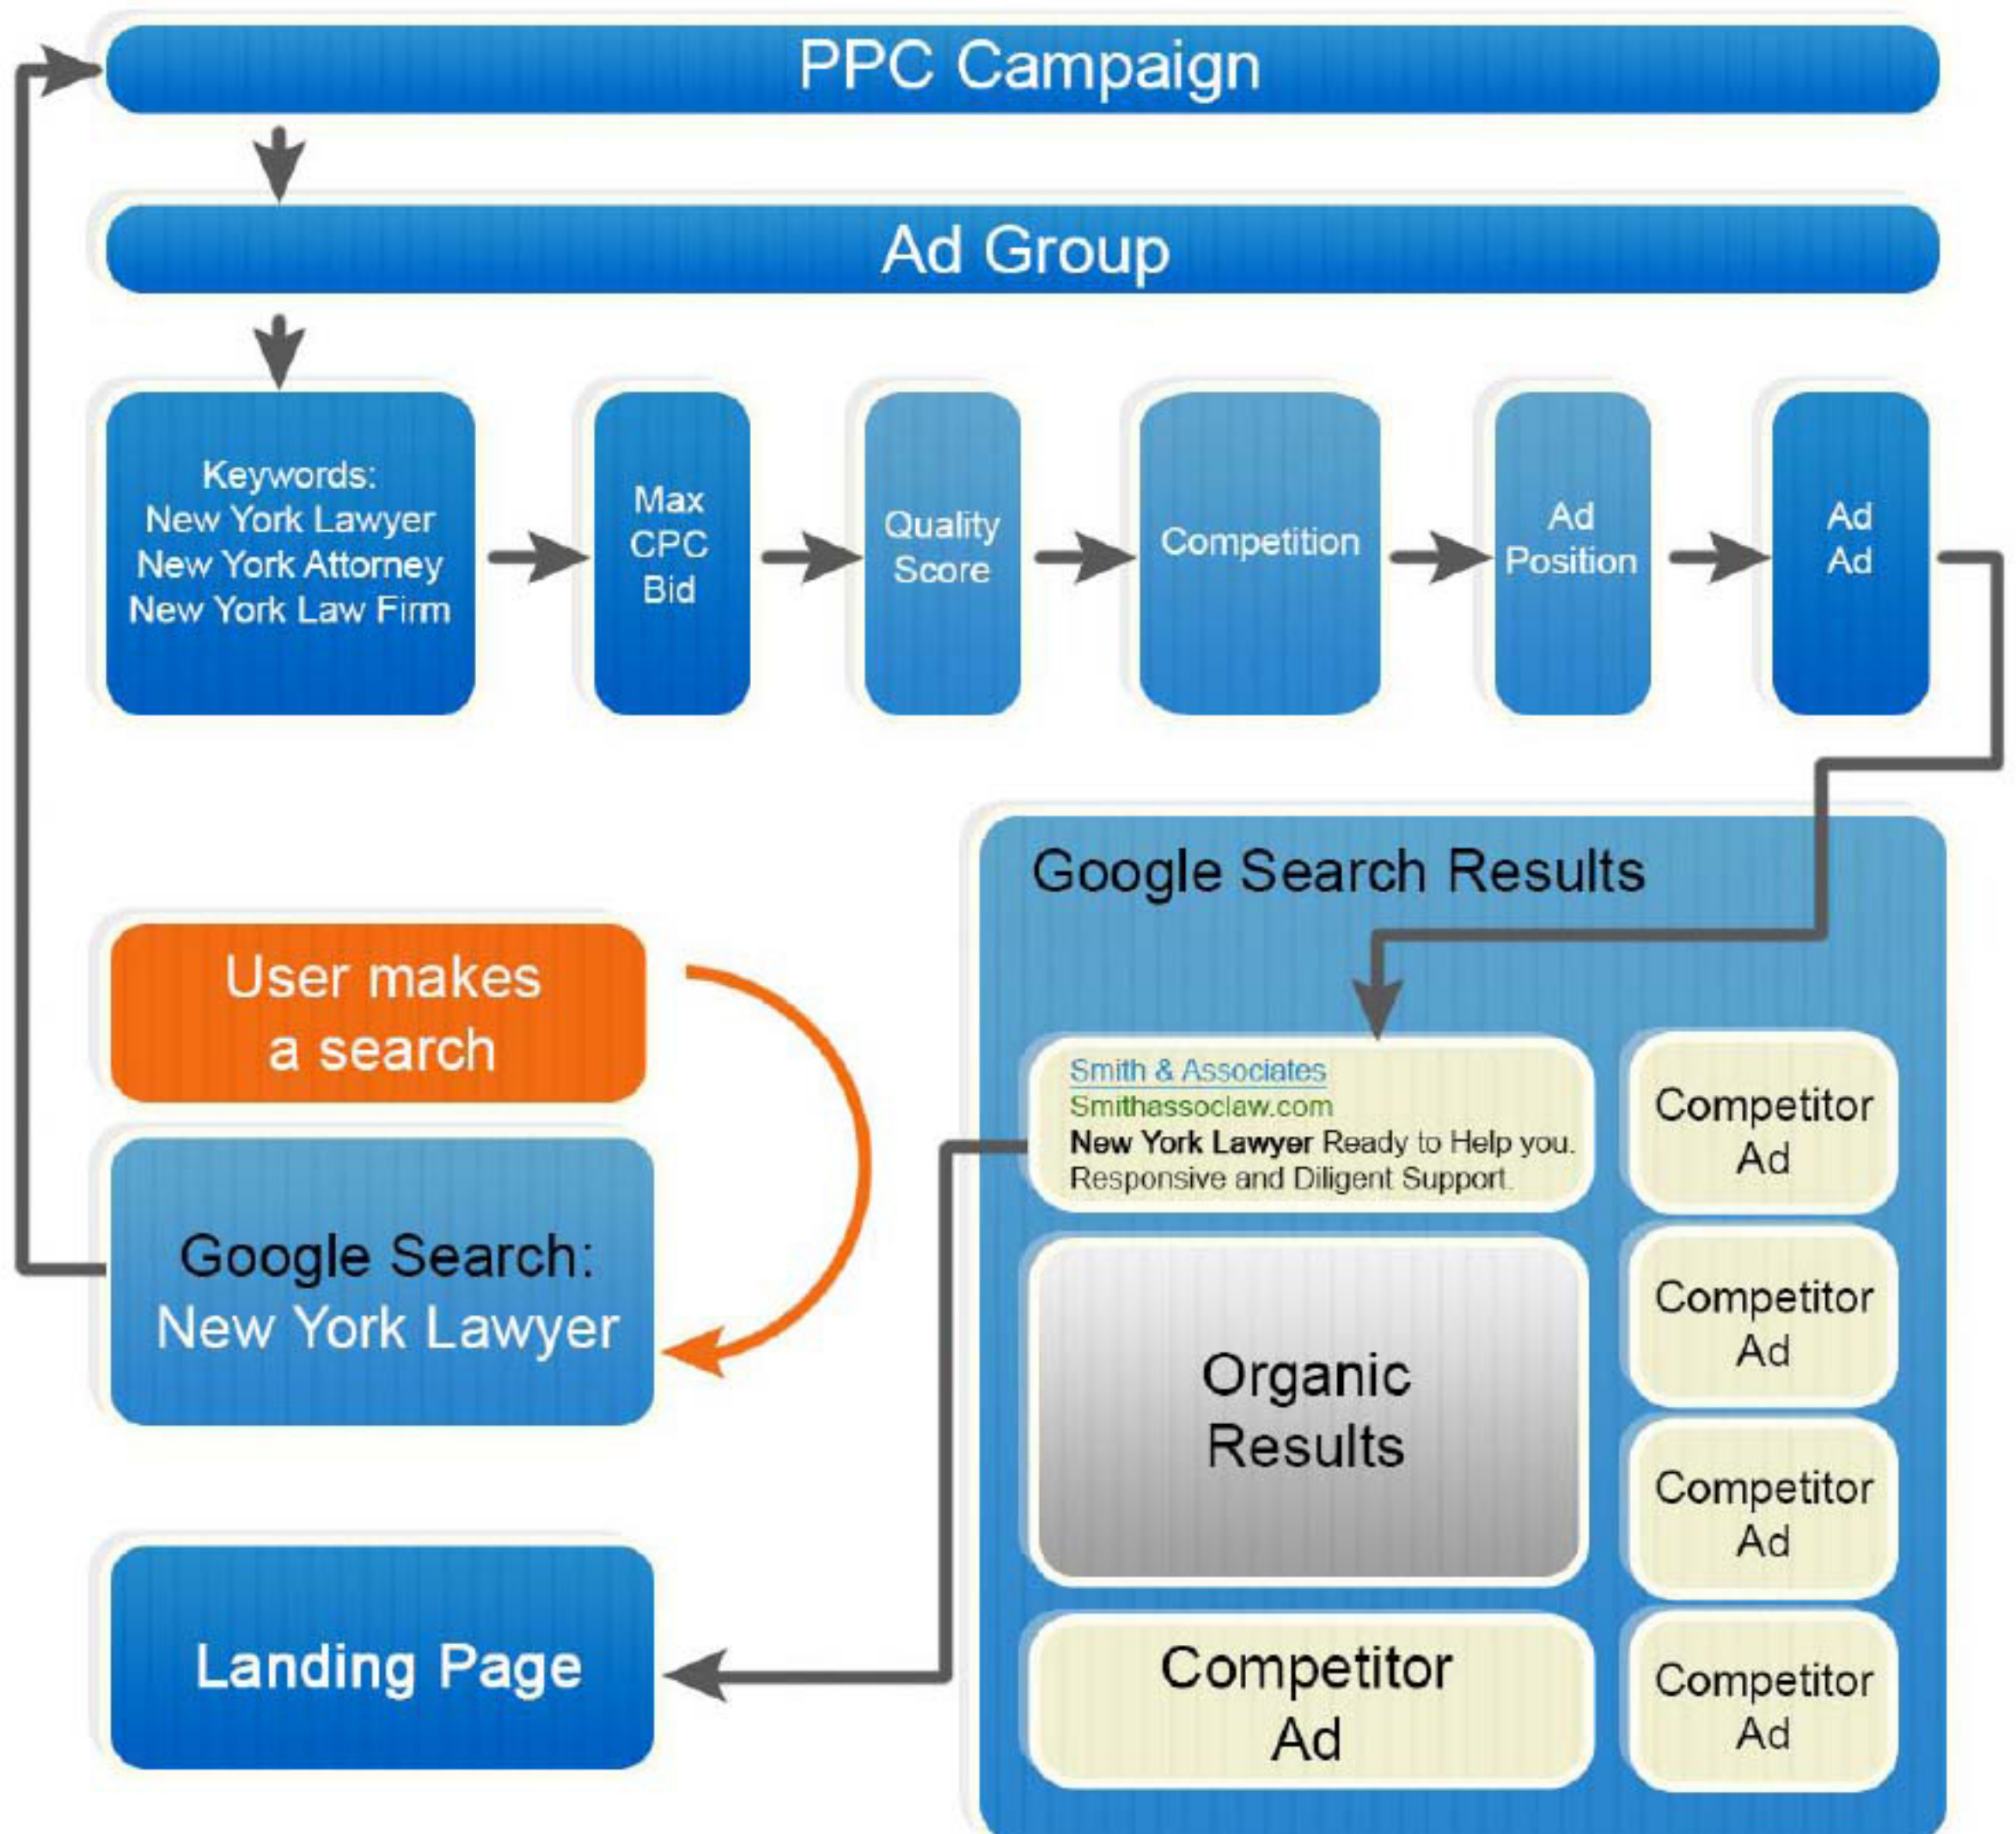 PPC Campaign
Ad Group
Keywords:
New York Lawyer
New York Attorney
New York Law Firm
Max
CPC
Bid
Quality
Score
Competition
Ad
Position
Ad
Ad
User makes
a search
Google Search:
New York Lawyer
Landing Page
Google Search Results
Smith & Associates
Smithassoclaw.com
New York Lawyer Ready to Help you.
Responsive and Diligent Support.
Organic
Results
Competitor
Ad
Competitor
Ad
Competitor
Ad
Competitor
Ad
Competitor
Ad